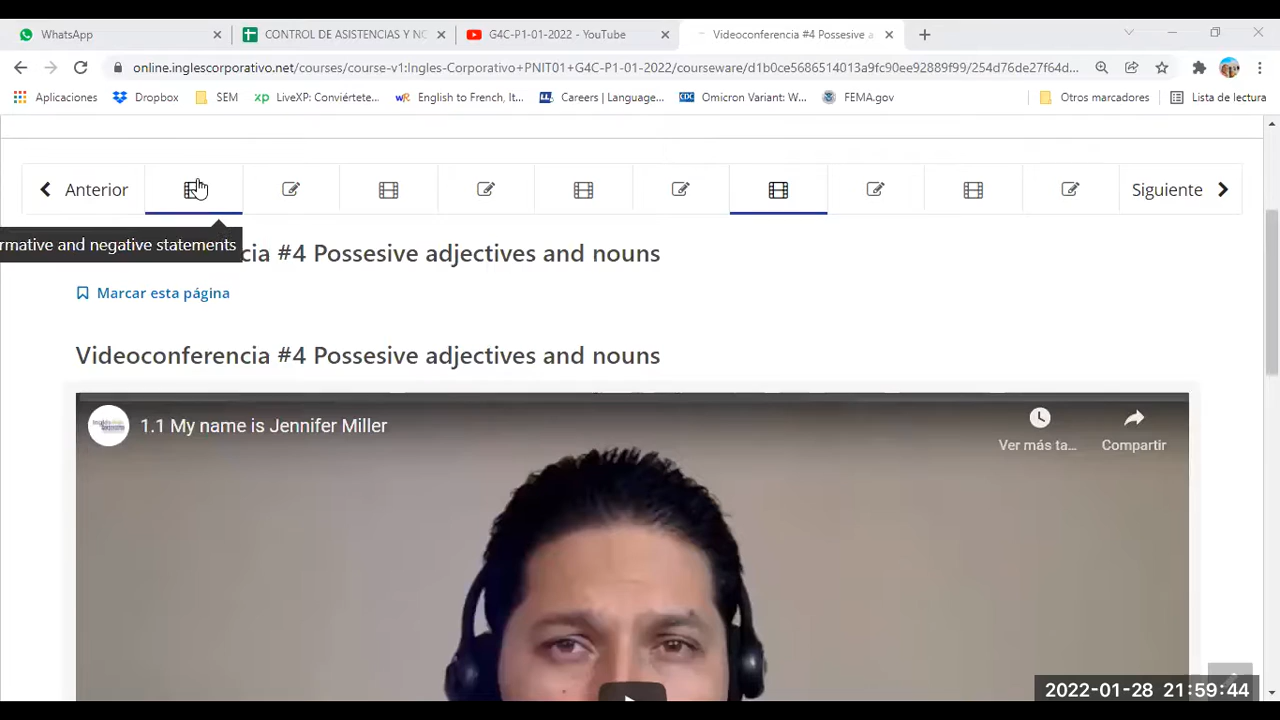 WhatsApp
CONTROL DE ASISTENCIAS Y NC
G4C-P1-01-2022 - YouTube
Videoconferencia #4 Possesive a
online.inglescorporativo.net/courses/course-v1:Ingles-Corporativo+PNIT01+G4C-P1-01-2022/courseware/d1b0ce5686514013a9fc90ee92889f99/254d76de27f64d...
Aplicaciones
Dropbox
SEM
LiveXP: Conviértete...
English to French, It...
Careers | Language...
Omicron Variant: W...
FEMA.gov
Otros marcadores
Lista de lectura
Anterior
Siguiente
rmative and negative statements
cia #4 Possesive adjectives and nouns
Marcar esta página
Videoconferencia #4 Possesive adjectives and nouns
1.1 My name is Jennifer Miller
Ver más ta...
Compartir
2022-01-28 21:59:44